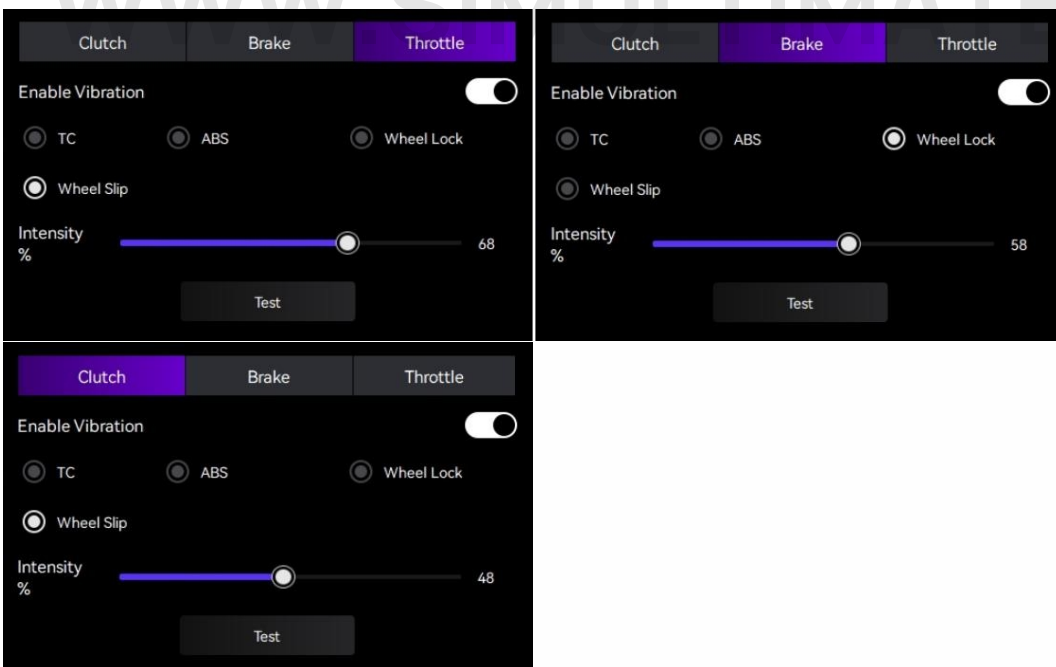 WWW.SIMULTIMATE
Clutch Brake Throttle
Enable Vibration
TC ABS Wheel Lock
Wheel Slip
Intensity
% 68
Test
Clutch Brake Throttle
Enable Vibration
TC ABS Wheel Lock
Wheel Slip
Intensity
% 58
Test
Clutch Brake Throttle
Enable Vibration
TC ABS Wheel Lock
Wheel Slip
Intensity
% 48
Test